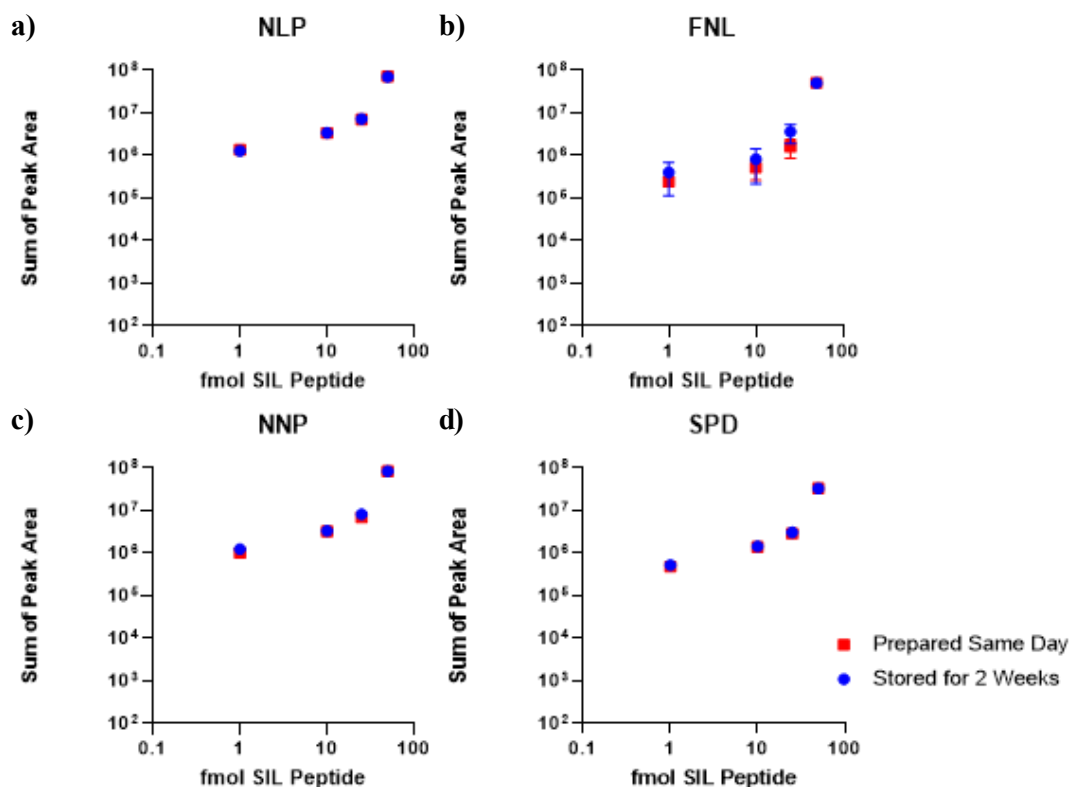 a)
NLP
Sum of Peak Area
10⁸
10⁷
10⁶
10⁵
10⁴
10³
10²
0.1 1 10 100
fmol SIL Peptide
b)
FNL
Sum of Peak Area
10⁸
10⁷
10⁶
10⁵
10⁴
10³
10²
0.1 1 10 100
fmol SIL Peptide
c)
NNP
Sum of Peak Area
10⁸
10⁷
10⁶
10⁵
10⁴
10³
10²
0.1 1 10 100
fmol SIL Peptide
d)
SPD
Sum of Peak Area
10⁸
10⁷
10⁶
10⁵
10⁴
10³
10²
0.1 1 10 100
fmol SIL Peptide
Prepared Same Day
Stored for 2 Weeks